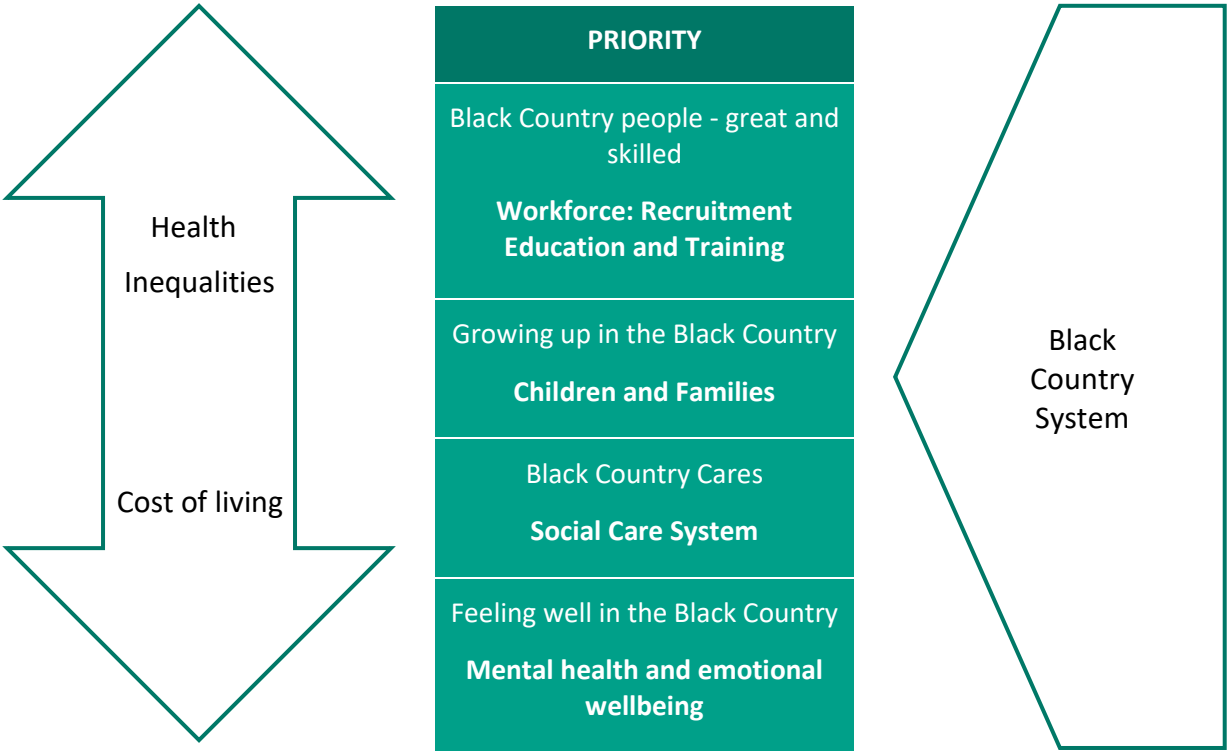 Health
Inequalities
Cost of living
PRIORITY
Black Country people - great and
skilled
Workforce: Recruitment
Education and Training
Growing up in the Black Country
Children and Families
Black Country Cares
Social Care System
Feeling well in the Black Country
Mental health and emotional
wellbeing
Black
Country
System